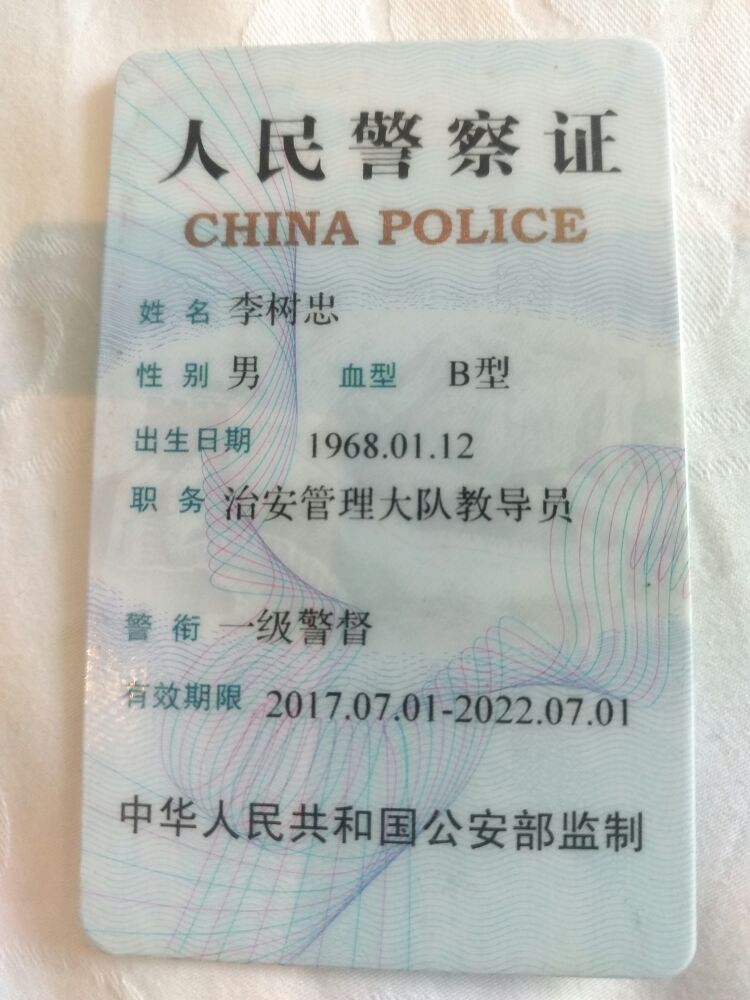 人民警察证
CHINA POLICE
姓名 李树忠
性别 男 血型 B型
出生日期 1968.01.12
职务 治安管理大队教导员
警衔 一级警督
有效期限 2017.07.01-2022.07.01
中华人民共和国公安部监制